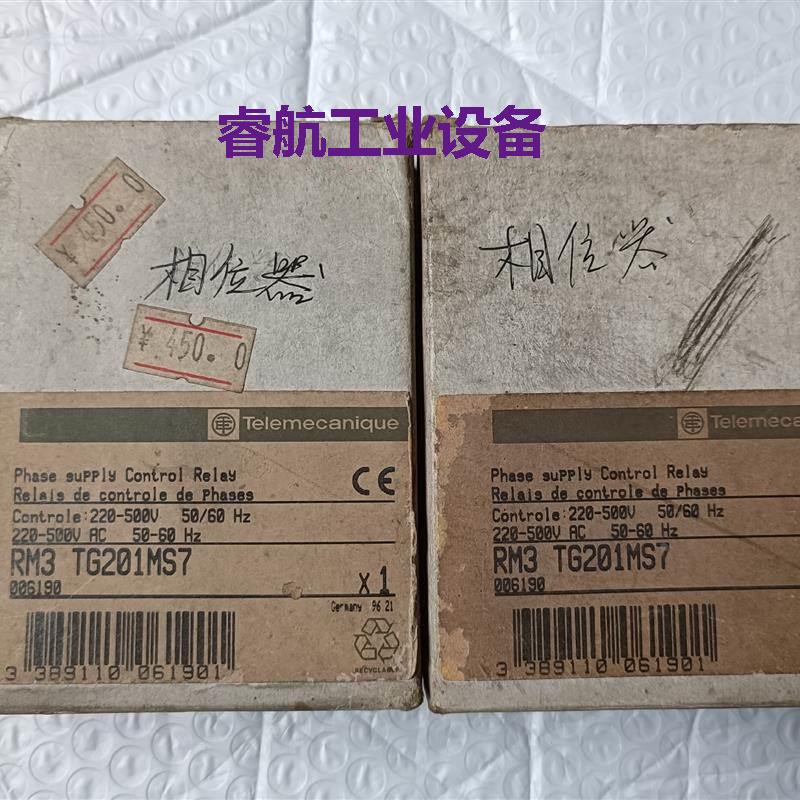 睿航工业设备
¥ 450.0
相位器
¥ 450.0
Telemecanique
Phase supply Control Relay
Relais de controle de Phases
CE
Controle:220-500V 50/60 Hz
220-500V AC 50-60 Hz
RM3 TG201MS7
006190
x 1
Germany 96 21
RECYCLABLE
3 389110 061901
相位器
Telemecanique
Phase supply Control Relay
Relais de controle de Phases
Controle:220-500V 50/60 Hz
220-500V AC 50-60 Hz
RM3 TG201MS7
006190
3 389110 061901